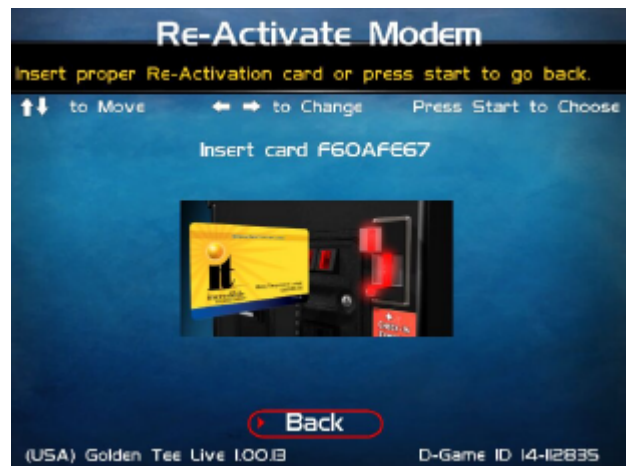 Re-Activate Modem
Insert proper Re-Activation card or press start to go back.
to Move to Change Press Start to Choose
Insert card F60AFE67
it
Back
(USA) Golden Tee Live 1.00.13 D-Game ID 14-112835